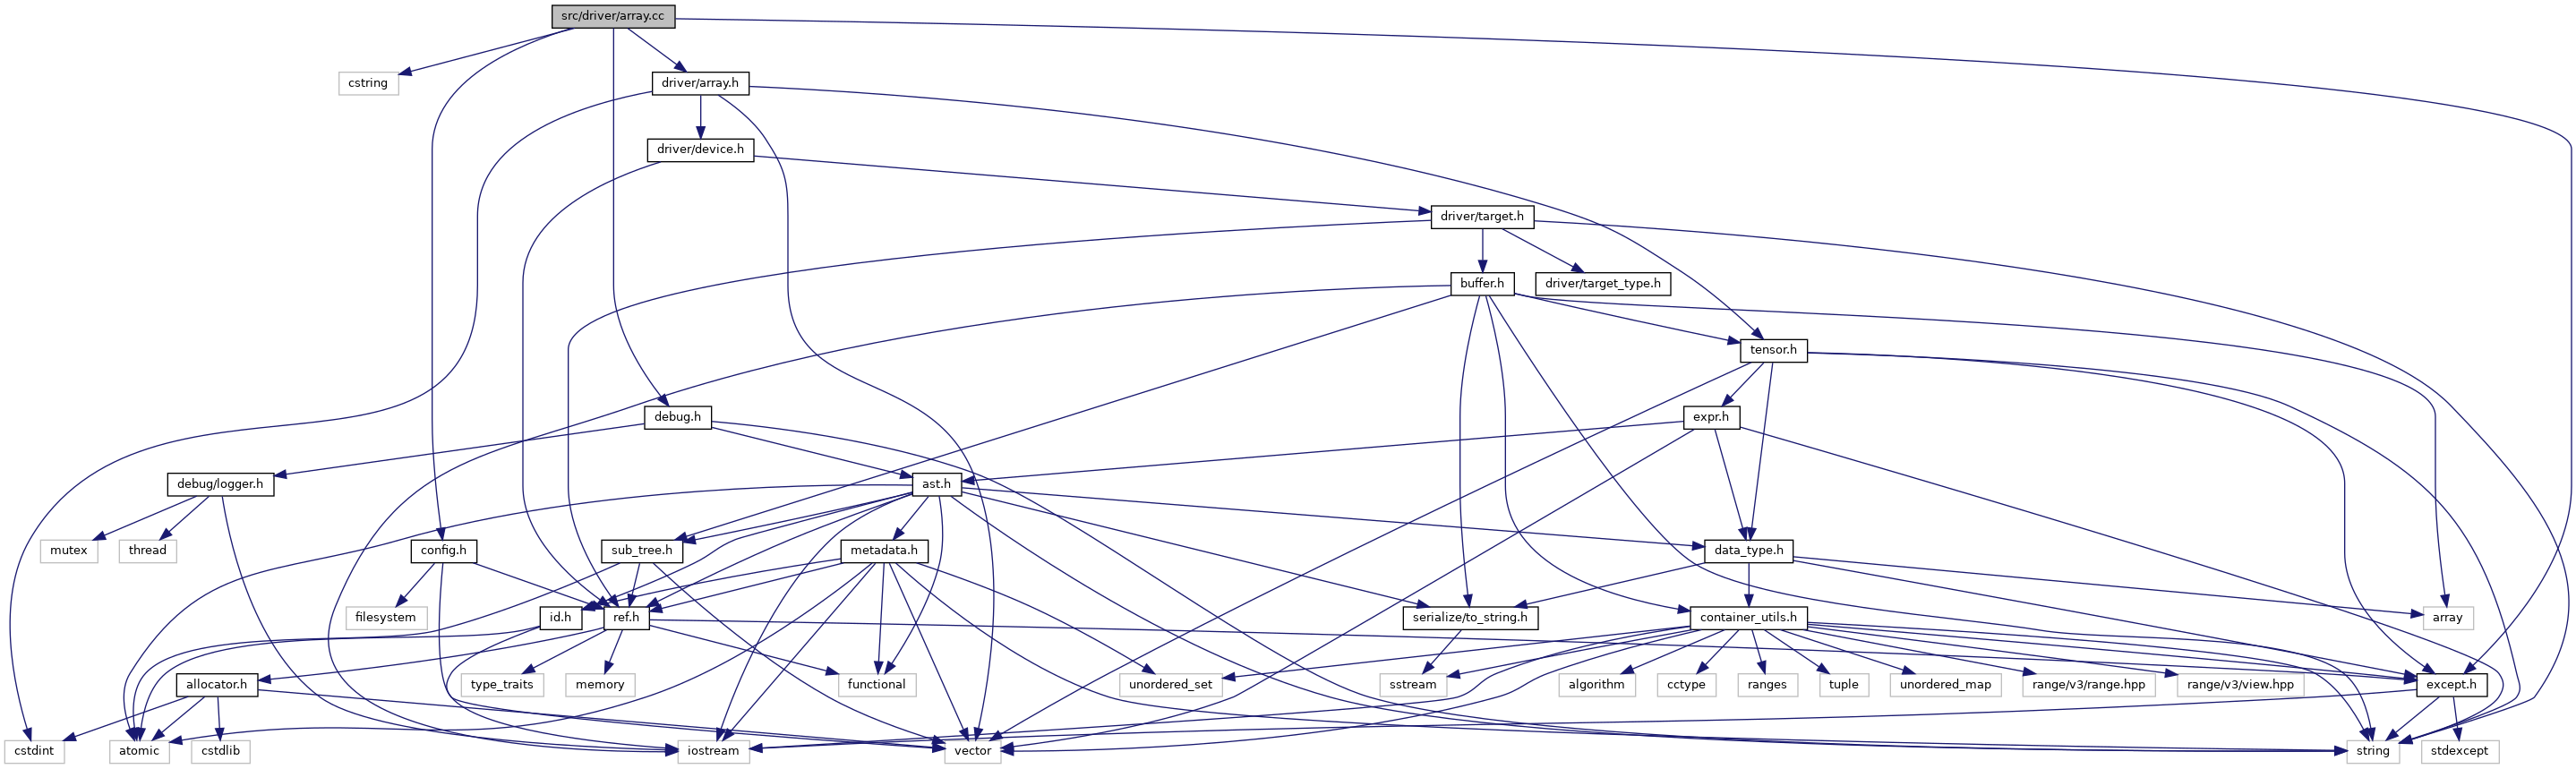 src/driver/array.cc
cstring
driver/array.h
driver/device.h
driver/target.h
buffer.h
driver/target_type.h
tensor.h
debug.h
expr.h
debug/logger.h
ast.h
mutex
thread
config.h
sub_tree.h
metadata.h
data_type.h
filesystem
id.h
ref.h
serialize/to_string.h
container_utils.h
array
allocator.h
type_traits
memory
functional
unordered_set
sstream
algorithm
cctype
ranges
tuple
unordered_map
range/v3/range.hpp
range/v3/view.hpp
except.h
cstdint
atomic
cstdlib
iostream
vector
string
stdexcept